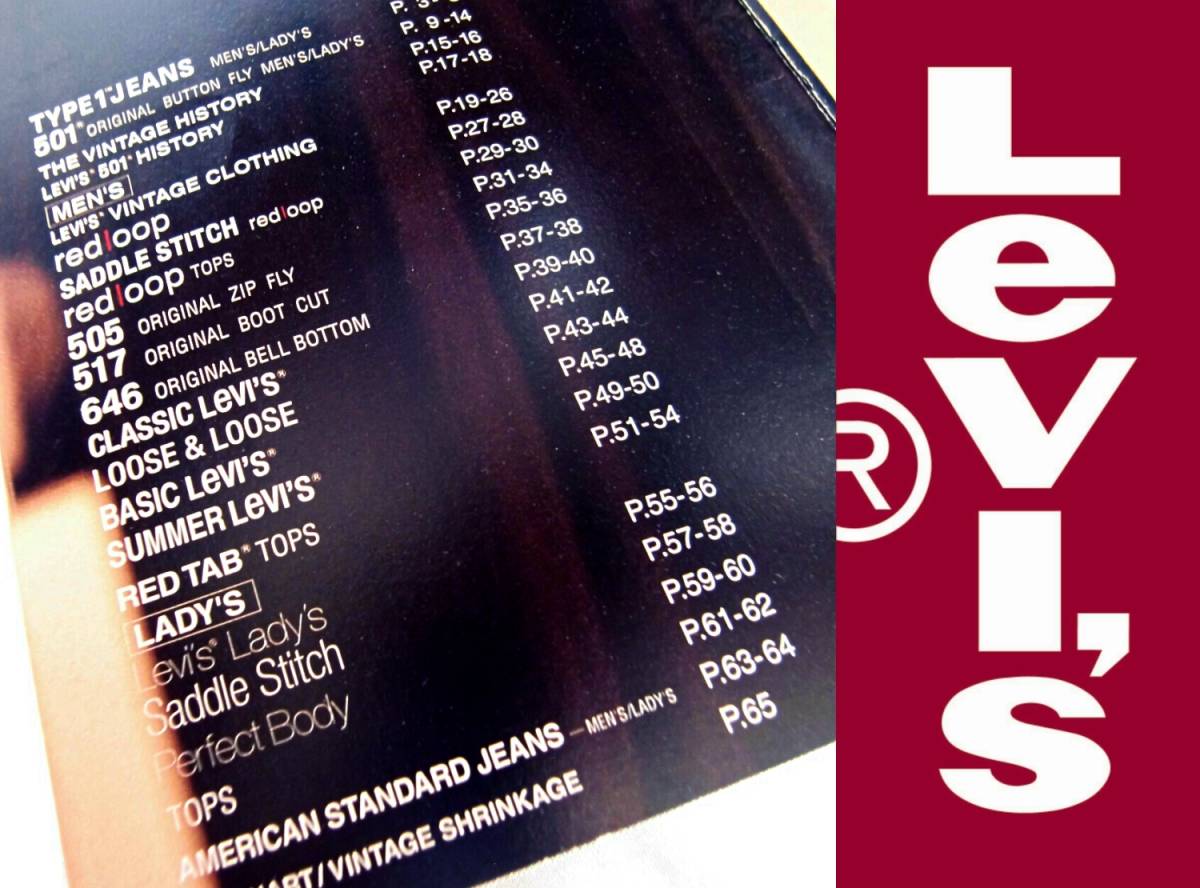 TYPE1™JEANS MEN'S/LADY'S
501® ORIGINAL BUTTON FLY MEN'S/LADY'S P. 9-14
THE VINTAGE HISTORY P.15-16
LEVI'S® 501® HISTORY P.17-18
MEN'S
LEVI'S® VINTAGE CLOTHING P.19-26
red loop P.27-28
SADDLE STITCH red loop P.29-30
red loop TOPS P.31-34
505 ORIGINAL ZIP FLY P.35-36
517 ORIGINAL BOOT CUT P.37-38
646 ORIGINAL BELL BOTTOM P.39-40
CLASSIC LeVI'S® P.41-42
LOOSE & LOOSE P.43-44
BASIC LeVI'S® P.45-48
SUMMER LeVI'S® P.49-50
RED TAB® TOPS P.51-54
LADY'S
Levi's® Lady's P.55-56
Saddle Stitch P.57-58
Perfect Body P.59-60
TOPS P.61-62
AMERICAN STANDARD JEANS – MEN'S/LADY'S P.63-64
/VINTAGE SHRINKAGE P.65
LeVI'S
®